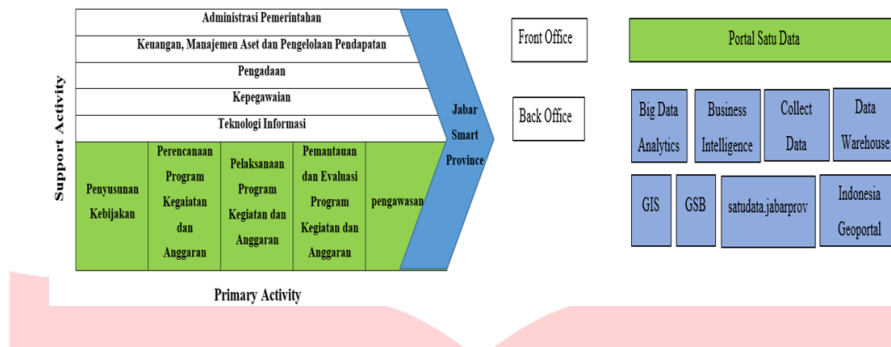 Support Activity
Administrasi Pemerintahan
Keuangan, Manajemen Aset dan Pengelolaan Pendapatan
Pengadaan
Kepegawaian
Teknologi Informasi
Penyusunan
Kebijakan
Perencanaan
Program
Kegaiatan
dan
Anggaran
Pelaksanaan
Program
Kegiatan dan
Anggaran
Pemantauan
dan Evaluasi
Program
Kegiatan dan
Anggaran
pengawasan
Jabar
Smart
Province
Primary Activity
Front Office
Back Office
Portal Satu Data
Big Data
Analytics
Business
Intelligence
Collect
Data
Data
Warehouse
GIS
GSB
satudata.jabarprov
Indonesia
Geoportal